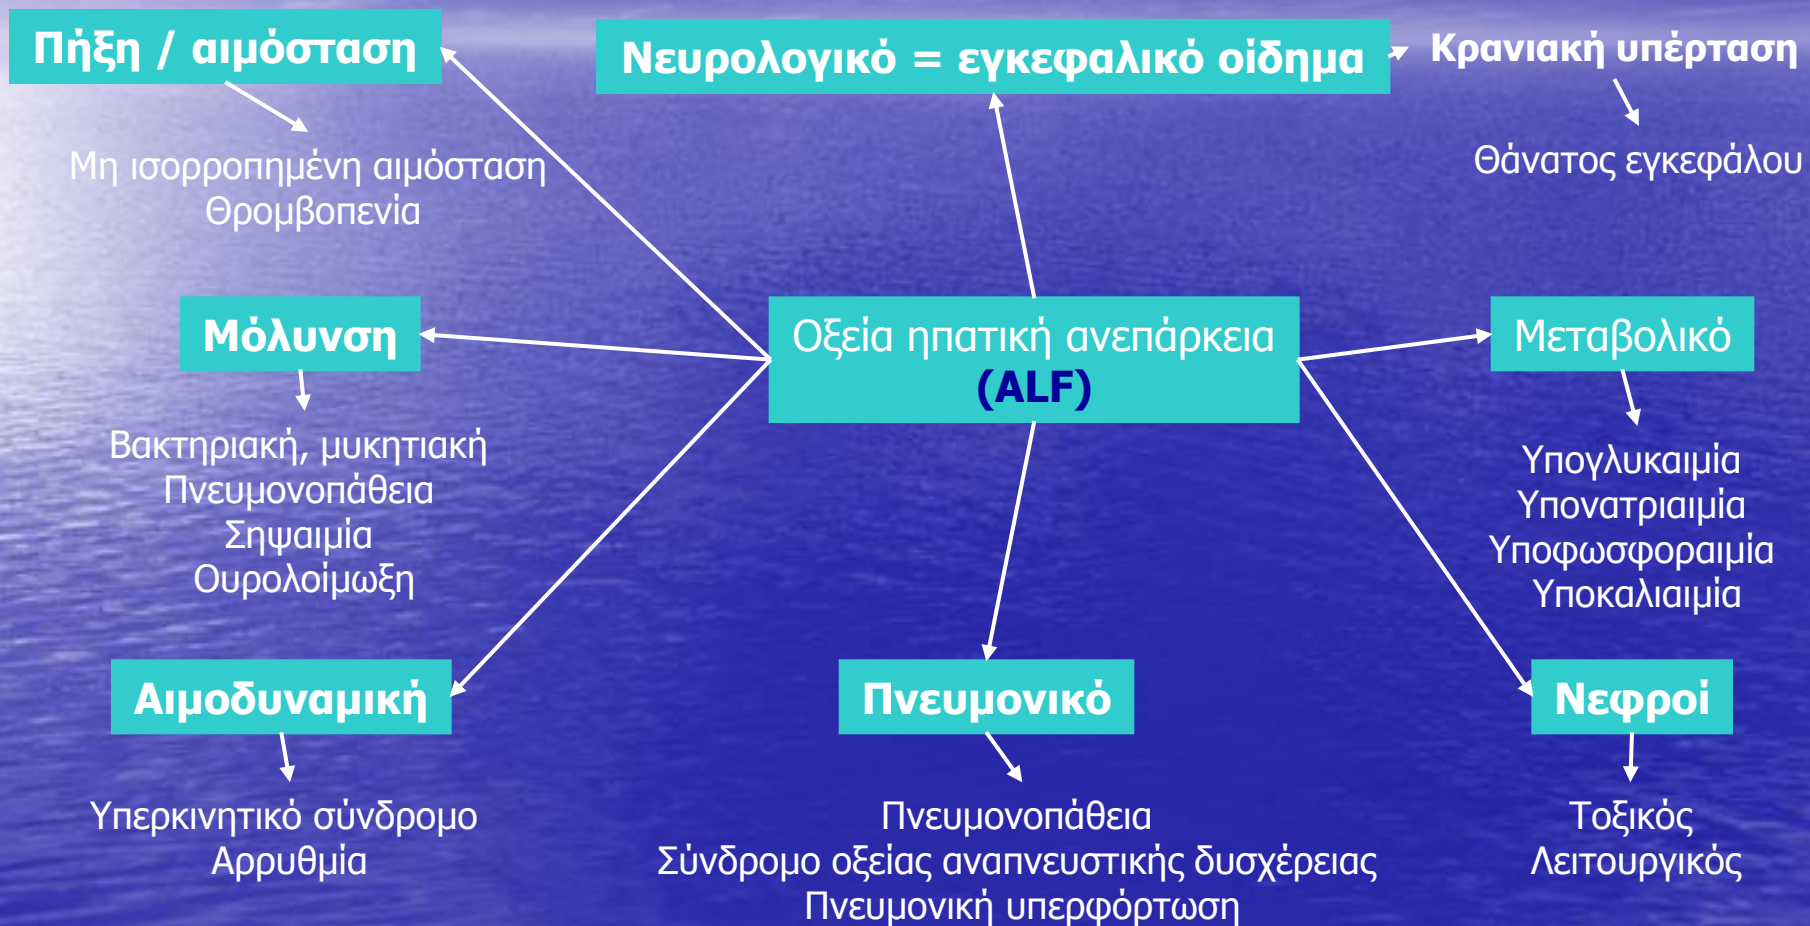 Πήξη / αιμόσταση
Μη ισορροπημένη αιμόσταση
Θρομβοπενία
Νευρολογικό = εγκεφαλικό οίδημα
Κρανιακή υπέρταση
Θάνατος εγκεφάλου
Μόλυνση
Βακτηριακή, μυκητιακή
Πνευμονοπάθεια
Σηψαιμία
Ουρολοίμωξη
Οξεία ηπατική ανεπάρκεια
(ALF)
Μεταβολικό
Υπογλυκαιμία
Υπονατριαιμία
Υποφωσφοραιμία
Υποκαλιαιμία
Αιμοδυναμική
Υπερκινητικό σύνδρομο
Αρρυθμία
Πνευμονικό
Πνευμονοπάθεια
Σύνδρομο οξείας αναπνευστικής δυσχέρειας
Πνευμονική υπερφόρτωση
Νεφροί
Τοξικός
Λειτουργικός